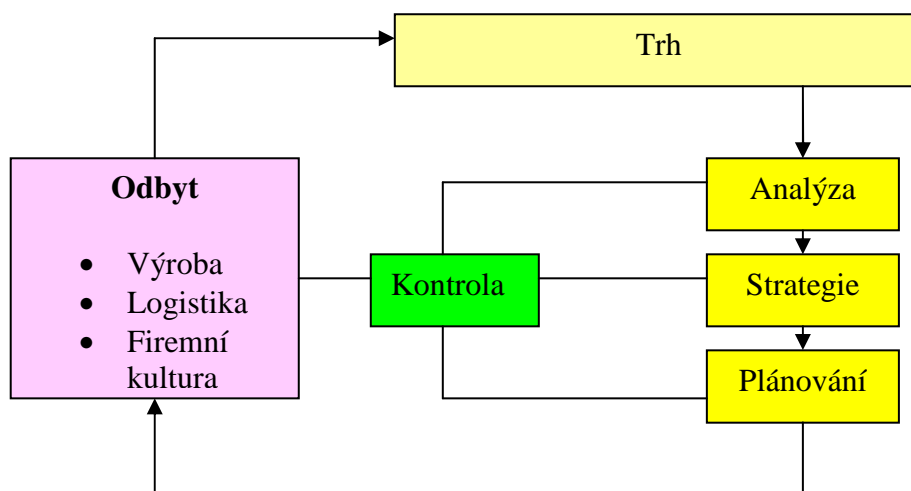 Trh
Odbyt
• Výroba
• Logistika
• Firemní
kultura
Kontrola
Analýza
Strategie
Plánování